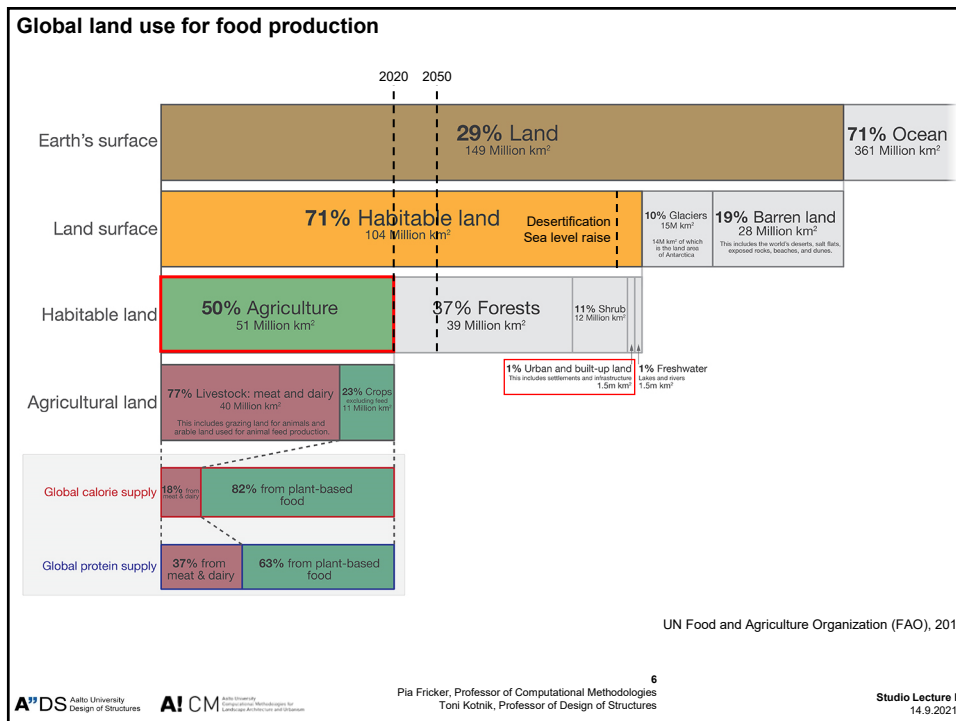 Global land use for food production
2020 2050
Earth's surface
29% Land
149 Million km²
71% Ocean
361 Million km²
Land surface
71% Habitable land
104 Million km²
Desertification
Sea level raise
10% Glaciers
15M km²
14M km² of which
is the land area
of Antarctica
19% Barren land
28 Million km²
This includes the world's deserts, salt flats,
exposed rocks, beaches, and dunes.
Habitable land
50% Agriculture
51 Million km²
37% Forests
39 Million km²
11% Shrub
12 Million km²
1% Urban and built-up land
This includes settlements and infrastructure
1.5m km²
1% Freshwater
Lakes and rivers
1.5m km²
Agricultural land
77% Livestock: meat and dairy
40 Million km²
This includes grazing land for animals and
arable land used for animal feed production.
23% Crops
excluding feed
11 Million km²
Global calorie supply
18% from
meat & dairy
82% from plant-based
food
Global protein supply
37% from
meat & dairy
63% from plant-based
food
UN Food and Agriculture Organization (FAO), 201
A" DS Aalto University
Design of Structures
A! CM Aalto University
Computational Methodologies for
Landscape Architecture and Urbanism
6
Pia Fricker, Professor of Computational Methodologies
Toni Kotnik, Professor of Design of Structures
Studio Lecture
14.9.2021